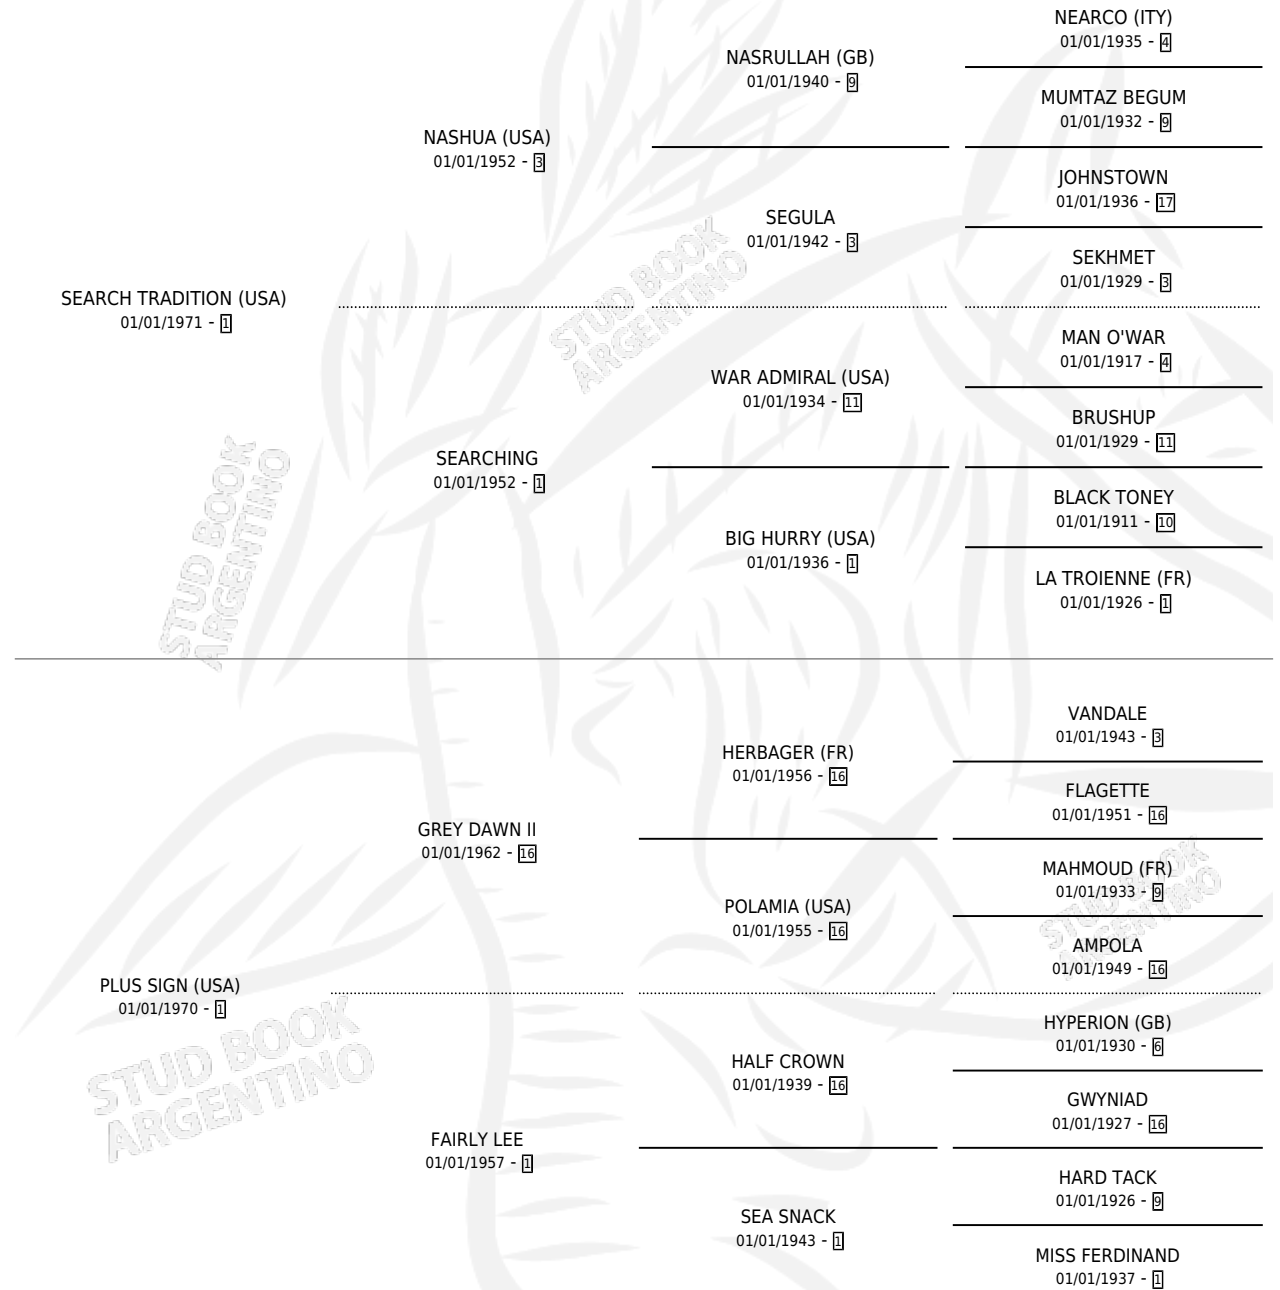 NEARCO (ITY)
01/01/1935 - 4
NASRULLAH (GB)
01/01/1940 - 9
MUMTAZ BEGUM
01/01/1932 - 9
NASHUA (USA)
01/01/1952 - 3
JOHNSTOWN
01/01/1936 - 17
SEGULA
01/01/1942 - 3
SEKHMET
01/01/1929 - 3
SEARCH TRADITION (USA)
01/01/1971 - 1
STUD BOOK
ARGENTINO
MAN O'WAR
01/01/1917 - 4
WAR ADMIRAL (USA)
01/01/1934 - 11
BRUSHUP
01/01/1929 - 11
SEARCHING
01/01/1952 - 1
BLACK TONEY
01/01/1911 - 10
BIG HURRY (USA)
01/01/1936 - 1
LA TROIENNE (FR)
01/01/1926 - 1
STUD BOOK
ARGENTINO
VANDALE
01/01/1943 - 3
HERBAGER (FR)
01/01/1956 - 16
FLAGETTE
01/01/1951 - 16
GREY DAWN II
01/01/1962 - 16
MAHMOUD (FR)
01/01/1933 - 9
POLAMIA (USA)
01/01/1955 - 16
AMPOLA
01/01/1949 - 16
STUD BOOK
ARGENTINO
PLUS SIGN (USA)
01/01/1970 - 1
HYPERION (GB)
01/01/1930 - 6
HALF CROWN
01/01/1939 - 16
GWYNIAD
01/01/1927 - 16
STUD BOOK
ARGENTINO
FAIRLY LEE
01/01/1957 - 1
HARD TACK
01/01/1926 - 9
SEA SNACK
01/01/1943 - 1
MISS FERDINAND
01/01/1937 - 1